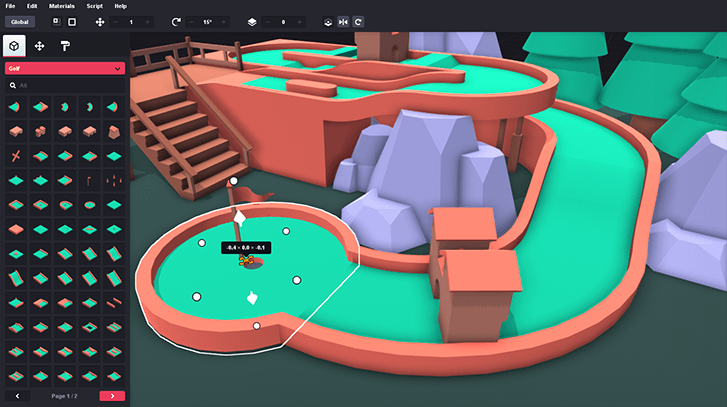 File Edit Materials Script Help
Global 1 15° 0
Golf
All
-0.4 × 0.0 × -0.1
Page 1 / 2